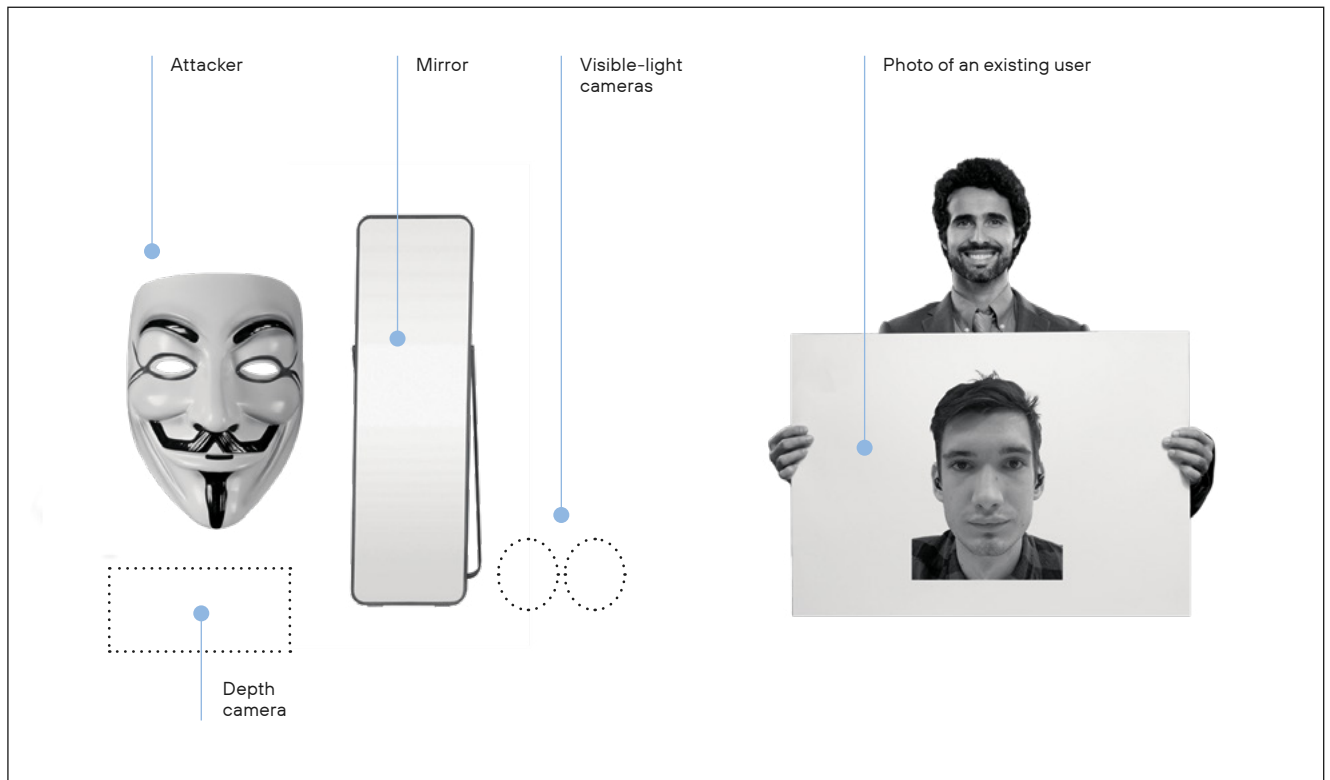 Attacker
Mirror
Visible-light
cameras
Photo of an existing user
Depth
camera